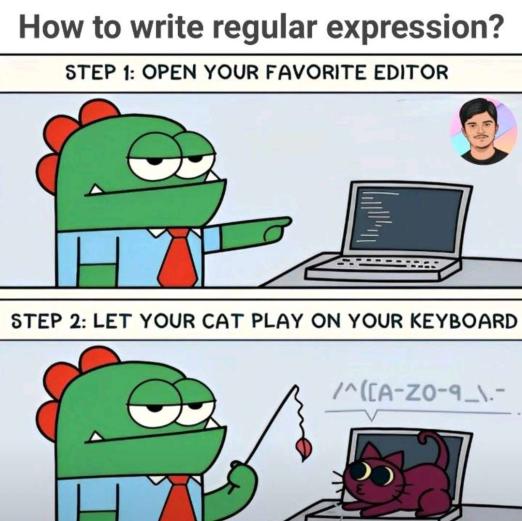 How to write regular expression?
STEP 1: OPEN YOUR FAVORITE EDITOR
STEP 2: LET YOUR CAT PLAY ON YOUR KEYBOARD
/^([A-Z0-9_\.-